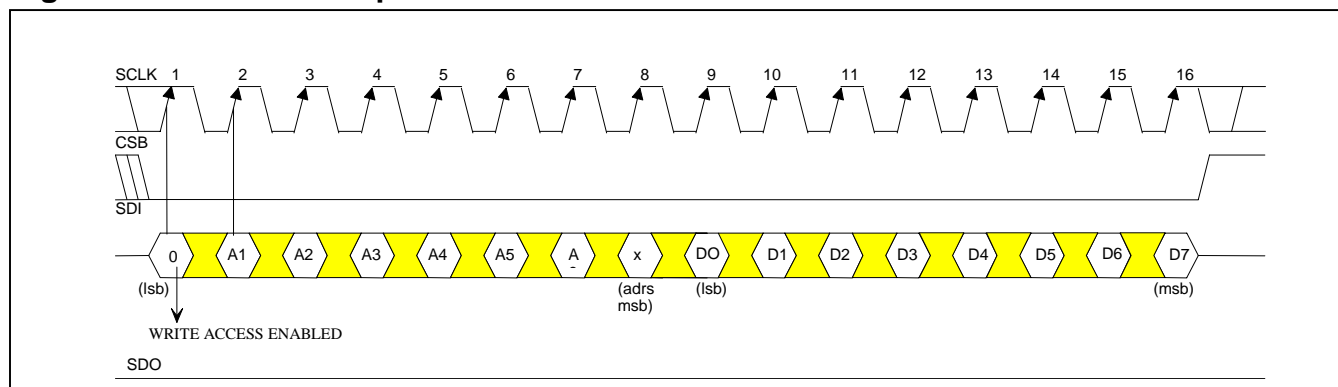 SCLK 1 2 3 4 5 6 7 8 9 10 11 12 13 14 15 16
CSB
SDI
0 A1 A2 A3 A4 A5 A x DO D1 D2 D3 D4 D5 D6 D7
(lsb) (adrs msb) (lsb) (msb)
WRITE ACCESS ENABLED
SDO